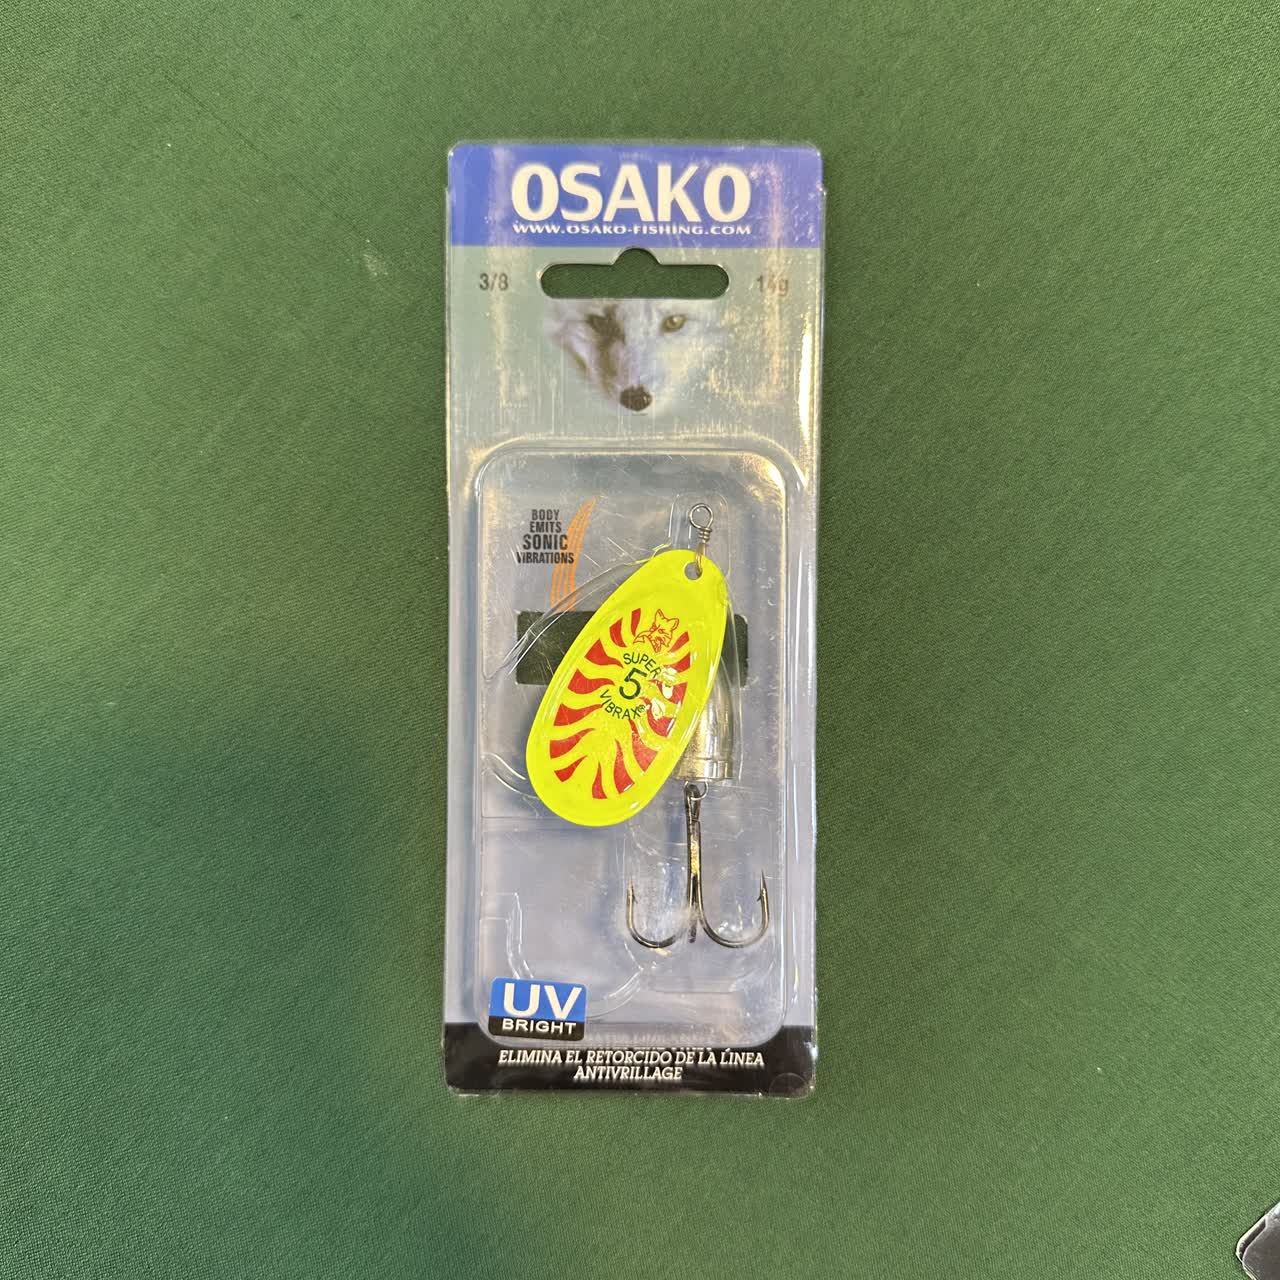 OSAKO
WWW.OSAKO-FISHING.COM
3/8
14g
BODY
EMITS
SONIC
VIBRATIONS
SUPER
5
VIBRAX®
UV
BRIGHT
ELIMINA EL RETORCIDO DE LA LÍNEA
ANTIVRILLAGE